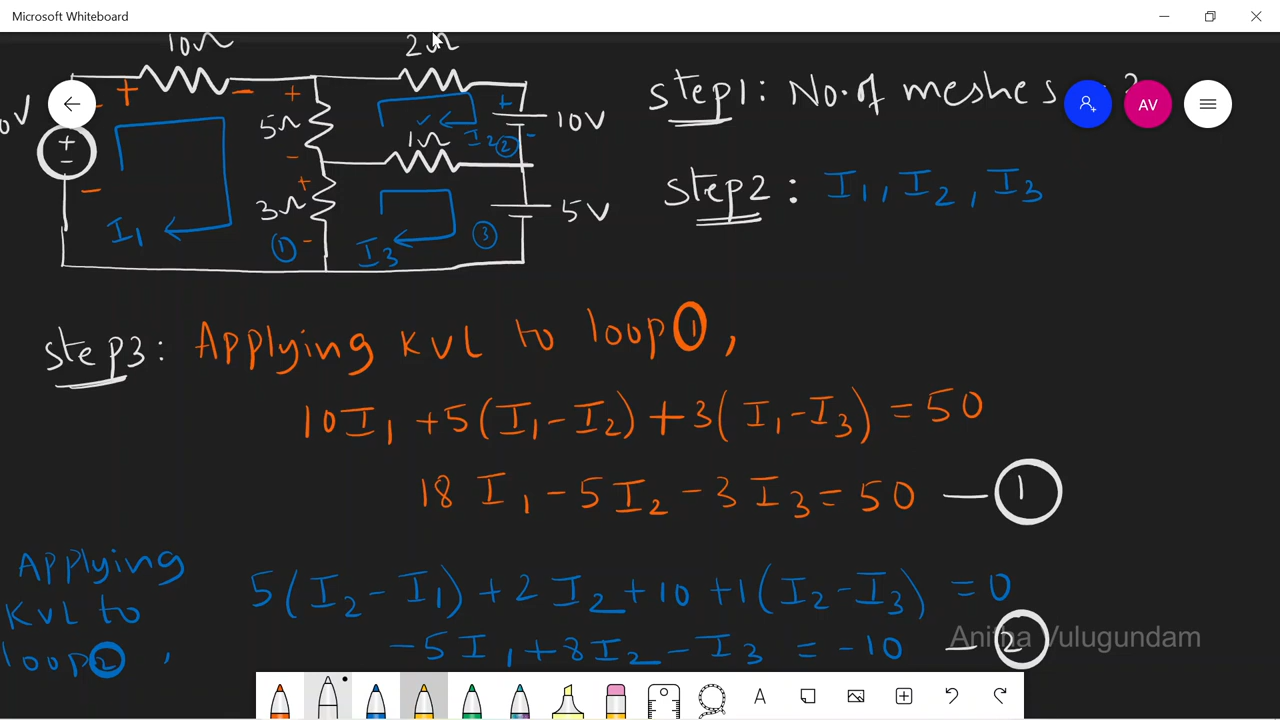 Microsoft Whiteboard
10Ω
2Ω
5Ω
10V
I2 ②
1Ω
I1
3Ω
5V
①
I3
③
step1: No. of meshes
AV
step2: I1, I2, I3
step3: Applying KVL to loop ①,
10I1 + 5(I1 - I2) + 3(I1 - I3) = 50
18 I1 - 5I2 - 3I3 = 50 — ①
Applying
KVL to
loop②,
5(I2 - I1) + 2I2 + 10 + 1(I2 - I3) = 0
-5I1 + 8I2 - I3 = -10 — ②
Anitha Vulugundam
A